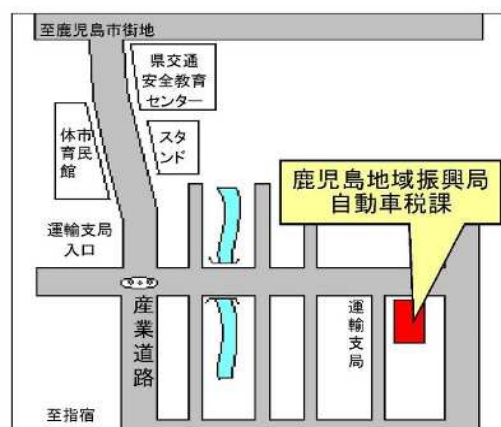 至鹿児島市街地
県交通
安全教育
センター
体育館
市民
スタ
ンド
鹿児島地域振興局
自動車税課
運輸支局
入口
産業道路
運輸支局
至指宿